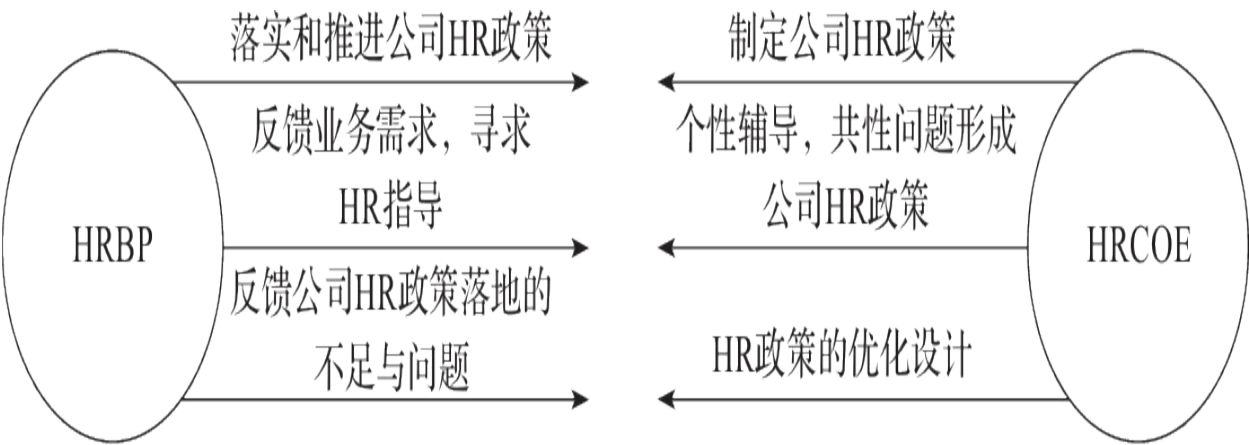 落实和推进公司HR政策
制定公司HR政策
反馈业务需求，寻求
HR指导
个性辅导，共性问题形成
公司HR政策
HRBP
HRCOE
反馈公司HR政策落地的
不足与问题
HR政策的优化设计